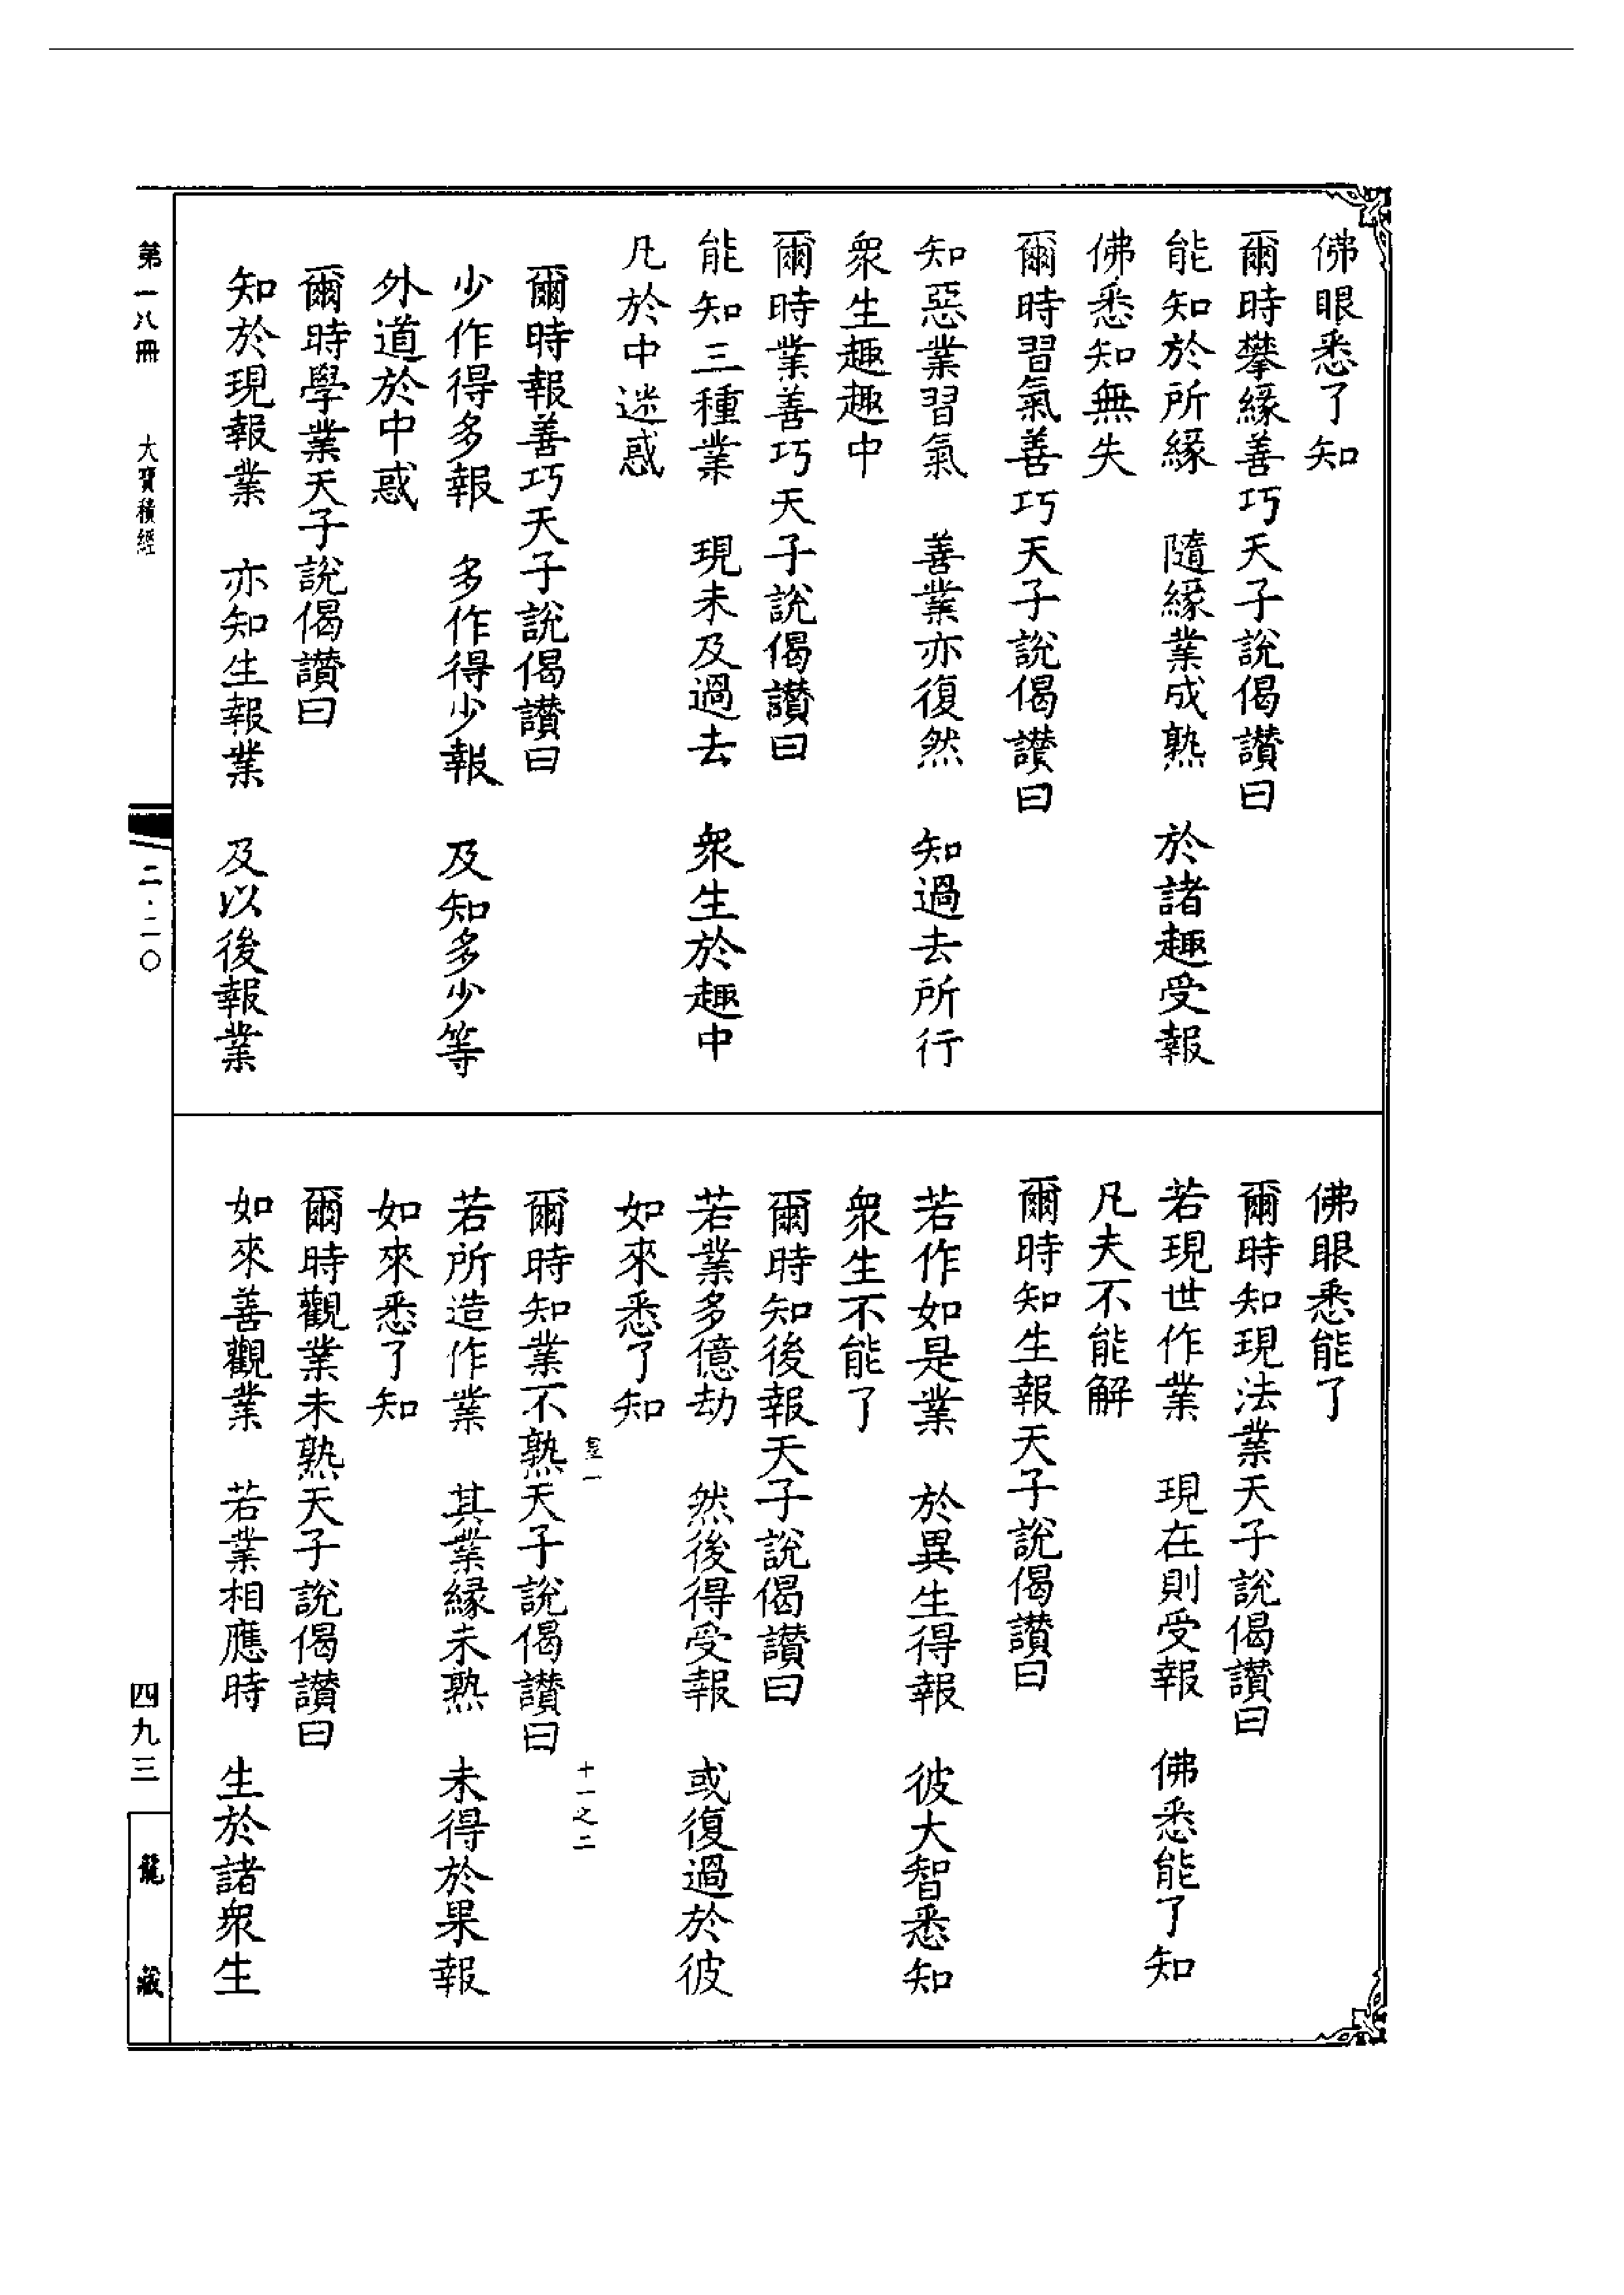 佛眼悉了知
爾時攀緣善巧天子說偈讚曰
能知於所緣　隨緣業成熟　於諸趣受報
佛悉知無失
爾時習氣善巧天子說偈讚曰
知惡業習氣　善業亦復然　知過去所行
眾生趣趣中
爾時業善巧天子說偈讚曰
能知三種業　現未及過去　眾生於趣中
凡於中迷惑
爾時報善巧天子說偈讚曰
少作得多報　多作得少報　及知多少等
外道於中惑
爾時學業天子說偈讚曰
知於現報業　亦知生報業　及以後報業
佛眼悉能了
爾時知現法業天子說偈讚曰
若現世作業　現在則受報　佛悉能了知
凡夫不能解
爾時知生報天子說偈讚曰
若作如是業　於異生得報　彼大智悉知
眾生不能了
爾時知後報天子說偈讚曰
若業多億劫　然後得受報　或復過於彼
如來悉了知
十一之二
爾時知業不熟天子說偈讚曰
若所造作業　其業緣未熟　未得於果報
如來悉了知
爾時觀業未熟天子說偈讚曰
如來善觀業　若業相應時　生於諸眾生
第一八冊　大寶積經
二·二〇
四九三
龍藏